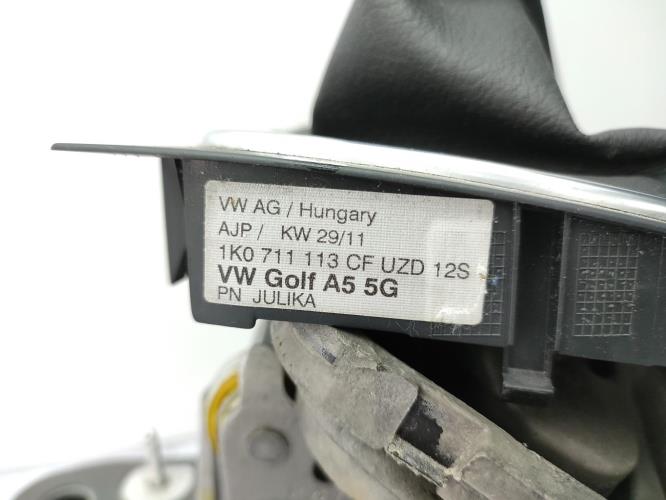 VW AG / Hungary
AJP / KW 29/11
1K0 711 113 CF UZD 12S
VW Golf A5 5G
PN JULIKA